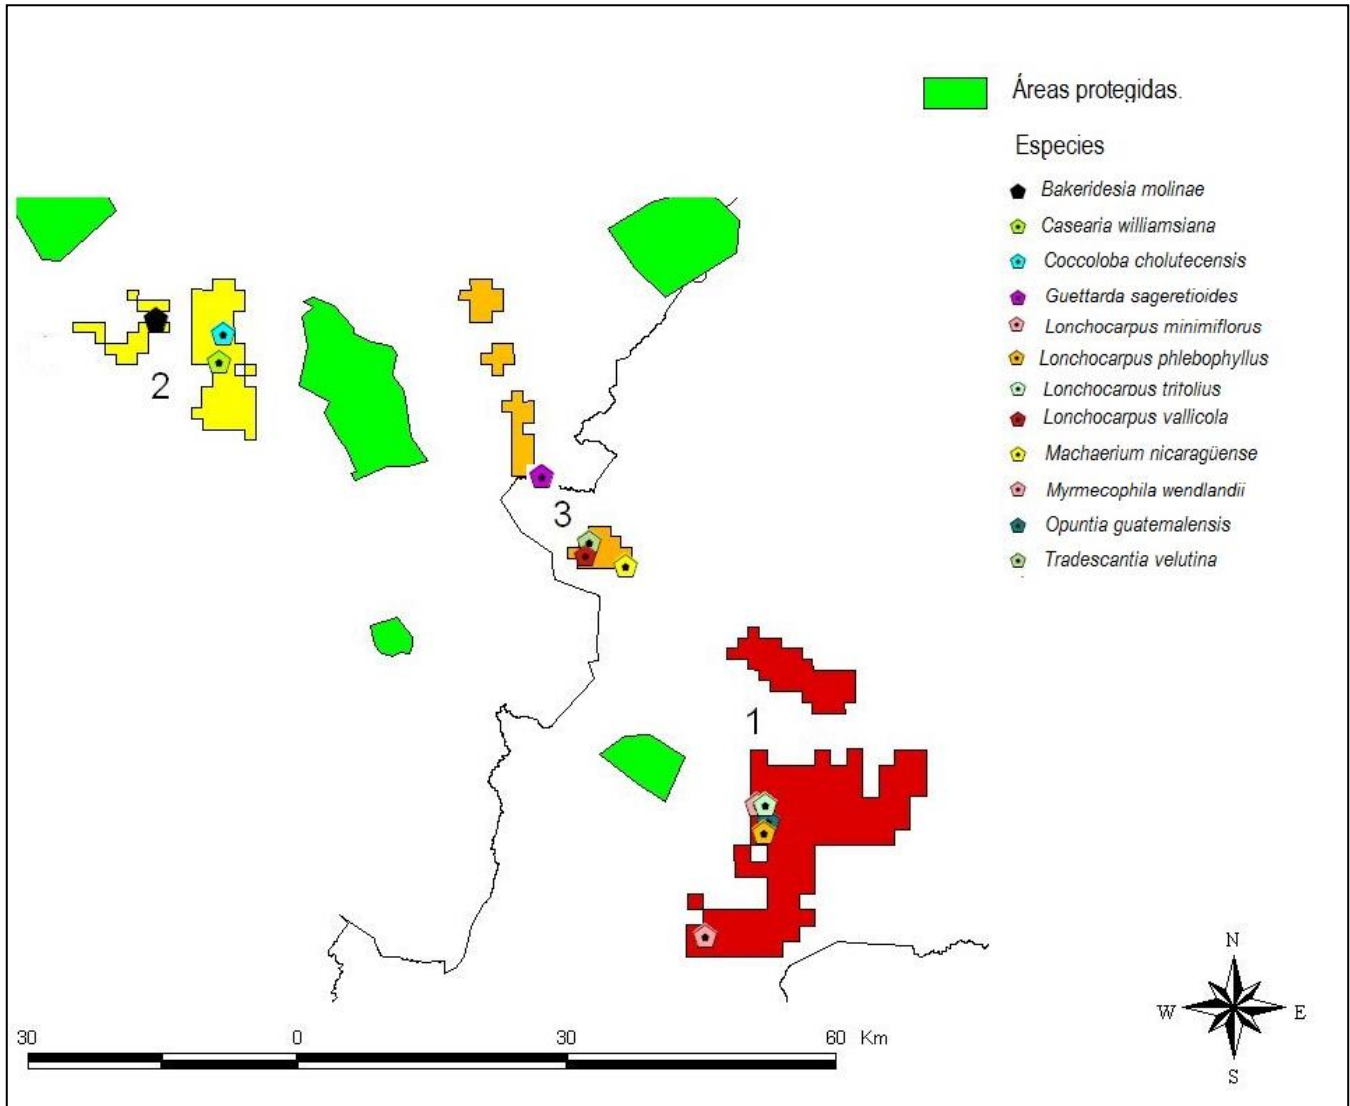 Áreas protegidas.
Especies
Bakeridesia molinae
Casearia williamsiana
Coccoloba cholutecensis
Guettarda sageretioides
Lonchocarpus minimiflorus
Lonchocarpus phlebophyllus
Lonchocarpus trifolius
Lonchocarpus vallicola
Machaerium nicaragüense
Myrmecophila wendlandii
Opuntia guatemalensis
Tradescantia velutina
2
3
1
N
W E
S
30 0 30 60 Km